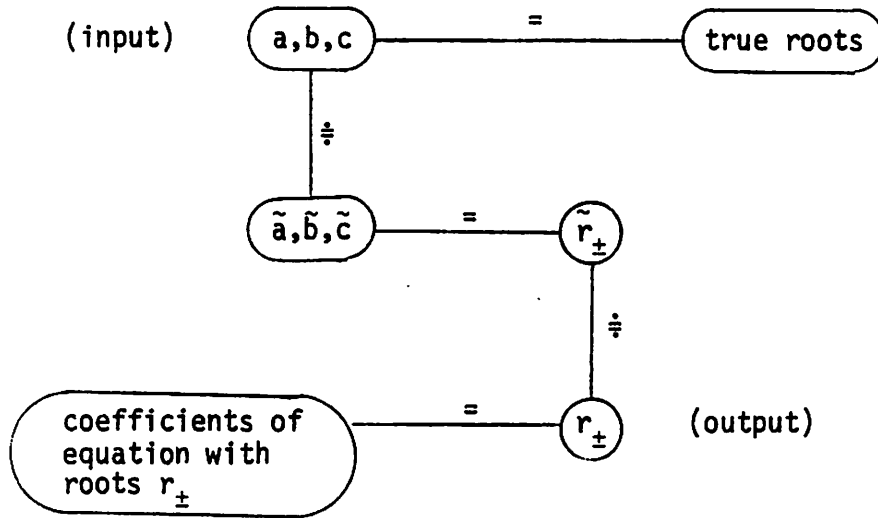 (input) a,b,c = true roots
≑
ã,b̃,c̃ = r̃±
≑
coefficients of = r± (output)
equation with
roots r±